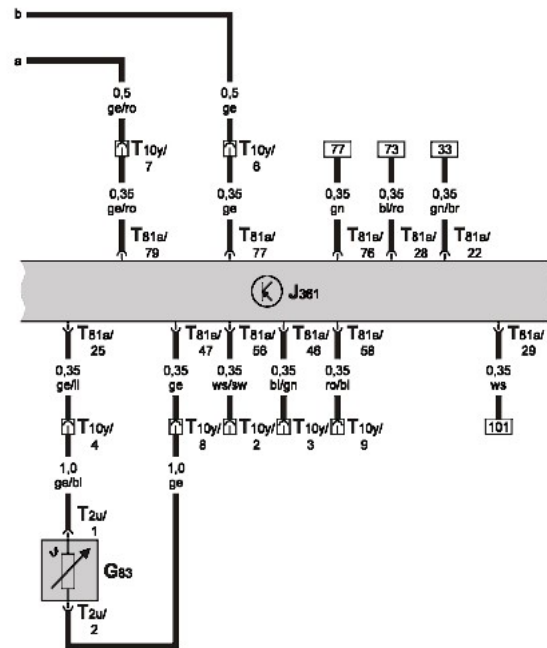 b
a
0,5 0,5
ge/ro ge
T10y/ T10y/ 77 73 33
7 6
0,35 0,35 0,35 0,35 0,35
ge/ro ge gn bl/ro gn/br
T81a/ T81a/ T81a/ T81a/ T81a/
79 77 76 28 22
J361
T81a/ T81a/ T81a/ T81a/ T81a/ T81a/
25 47 56 46 58 29
0,35 0,35 0,35 0,35 0,35 0,35
ge/li ge ws/sw bl/gn ro/bl ws
T10y/ T10y/ T10y/ T10y/ T10y/ 101
4 8 2 3 9
1,0 1,0
ge/bl ge
T2u/
1
G83
T2u/
2